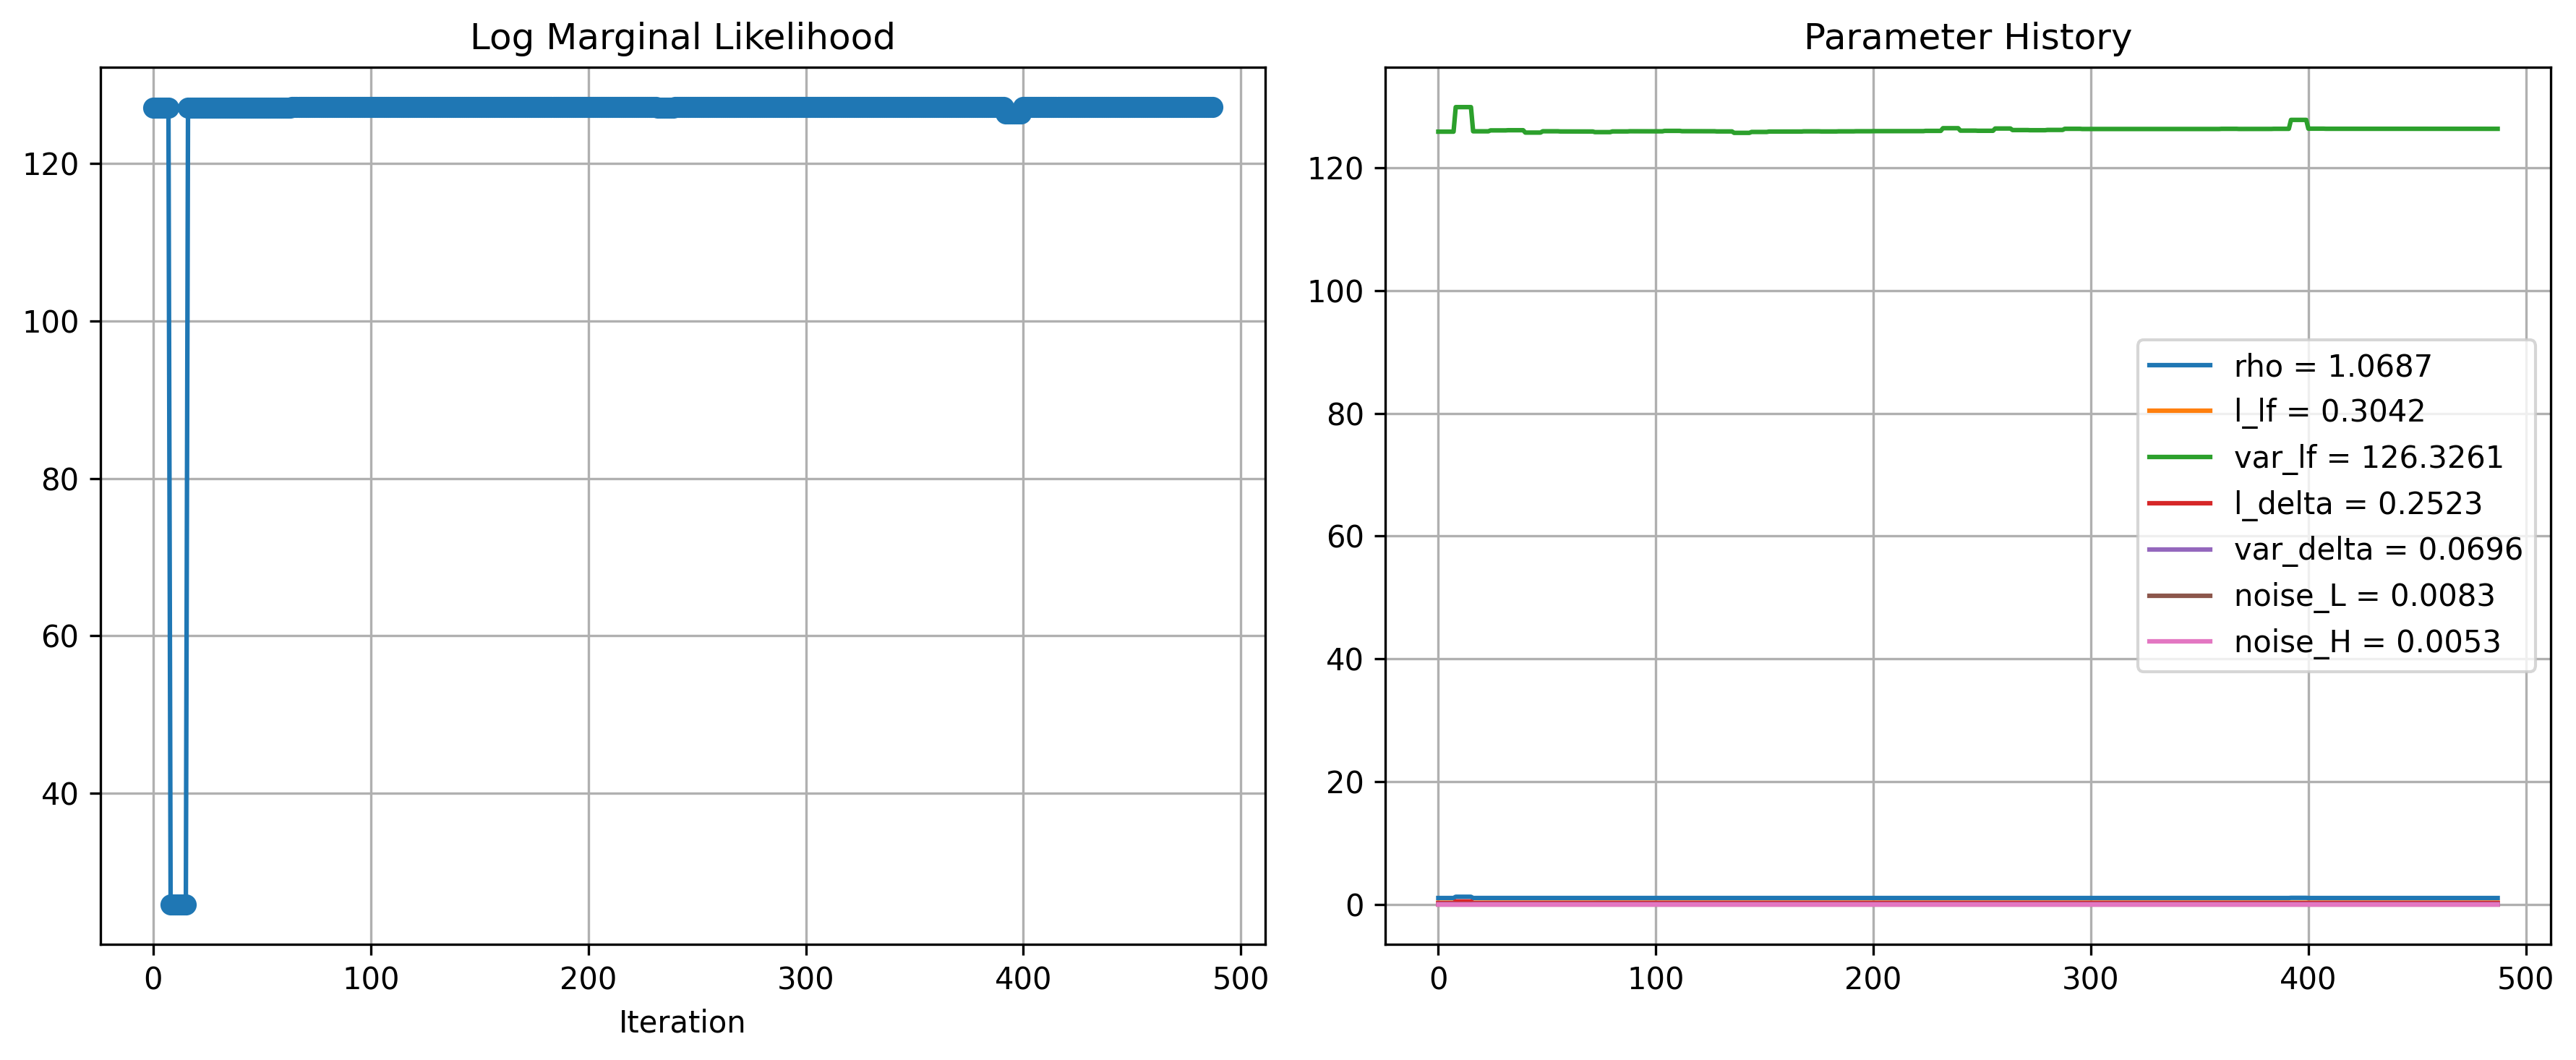 Log Marginal Likelihood
120
100
80
60
40
0
100
200
300
400
500
Iteration
Parameter History
120
100
80
60
40
20
0
0
100
200
300
400
500
rho = 1.0687
l_lf = 0.3042
var_lf = 126.3261
l_delta = 0.2523
var_delta = 0.0696
noise_L = 0.0083
noise_H = 0.0053